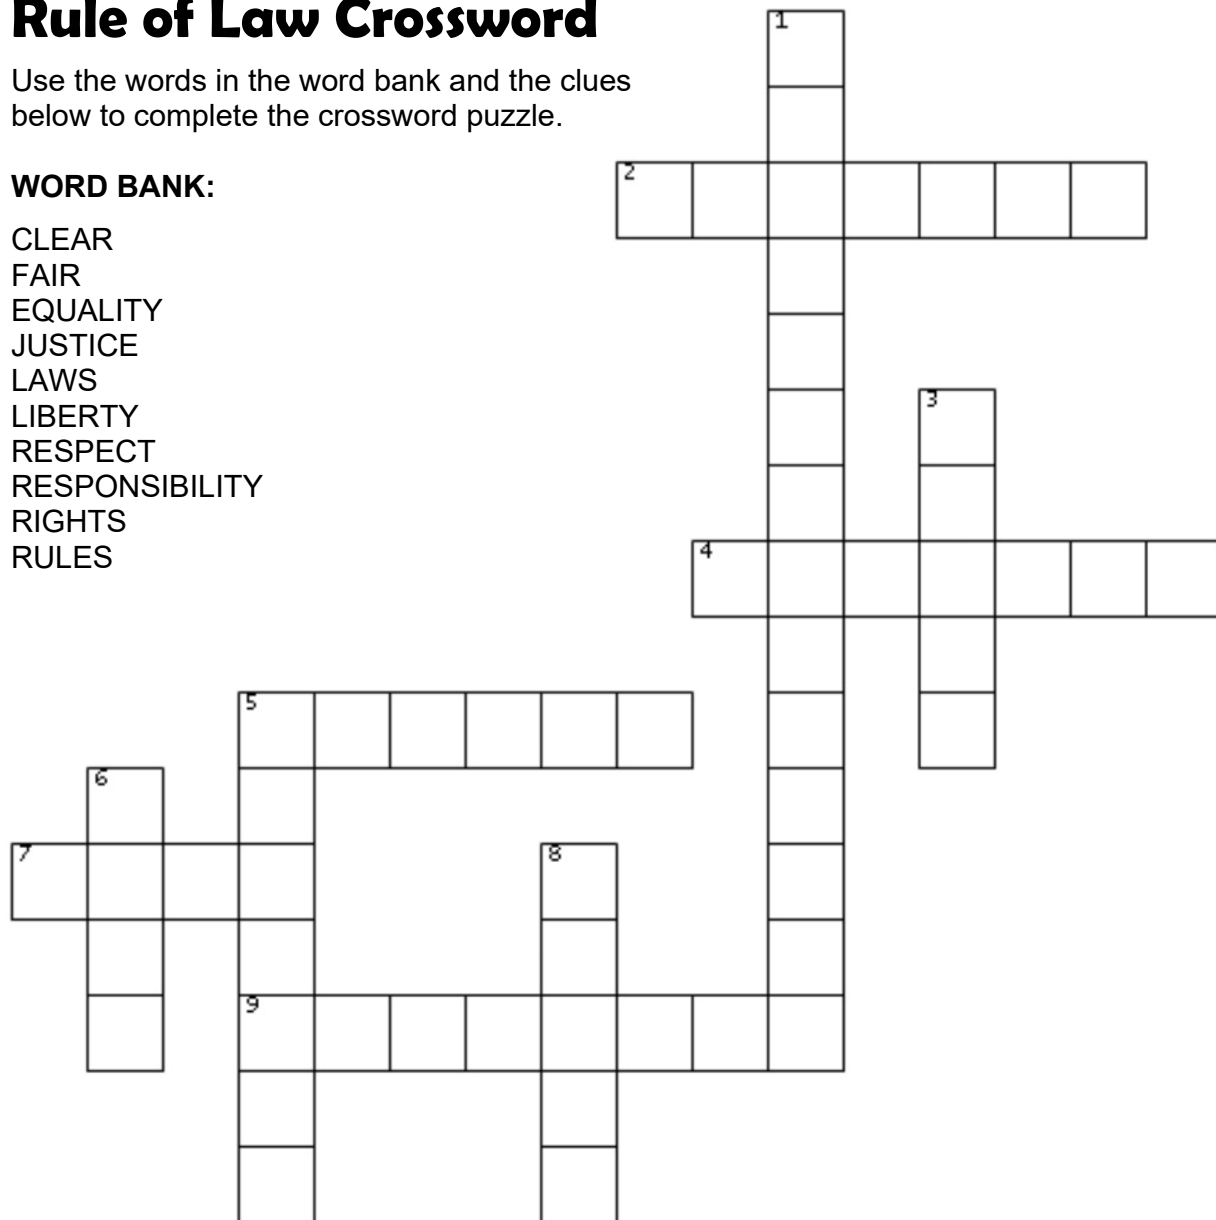 Rule of Law Crossword
Use the words in the word bank and the clues
below to complete the crossword puzzle.
WORD BANK:
CLEAR
FAIR
EQUALITY
JUSTICE
LAWS
LIBERTY
RESPECT
RESPONSIBILITY
RIGHTS
RULES
1
2
3
4
5
6
7
8
9